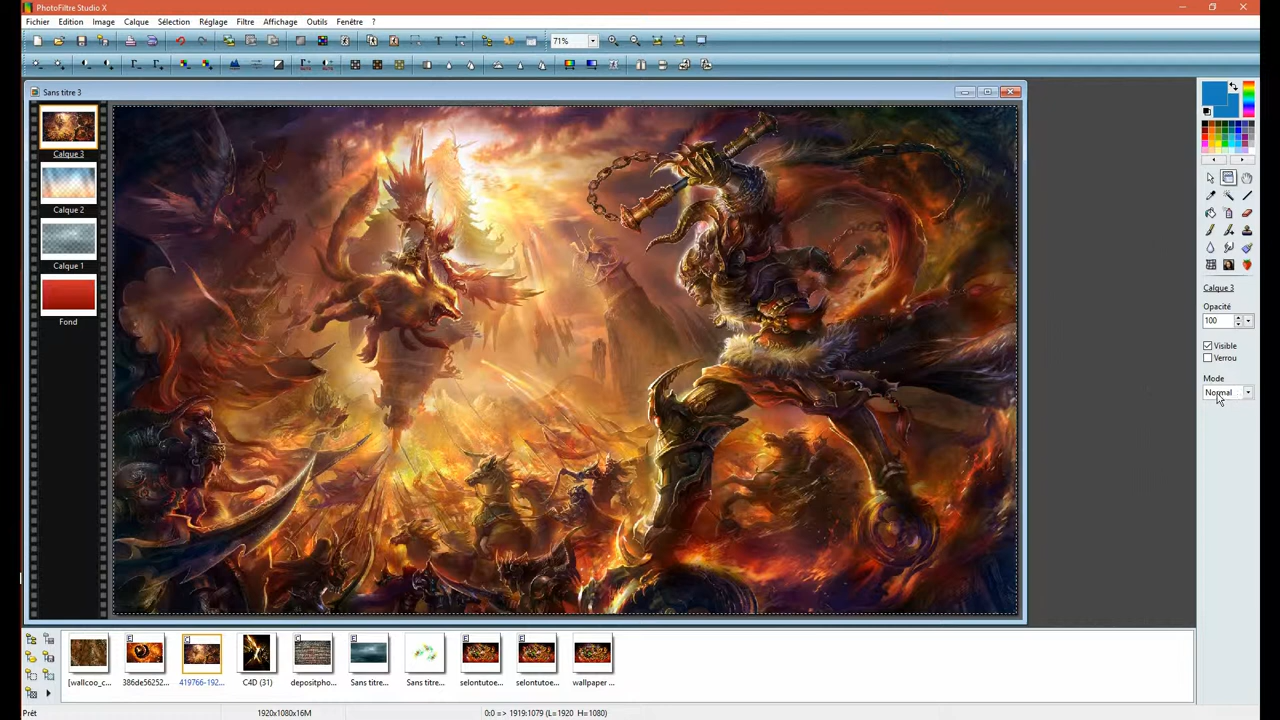 PhotoFiltre Studio X
Fichier Edition Image Calque Sélection Réglage Filtre Affichage Outils Fenêtre ?
71%
Sans titre 3
Calque 3
Calque 2
Calque 1
Fond
Calque 3
Opacité
100
Visible
Verrou
Mode
Normal
[wallcoo_c... 386de56252... 419766-192... C4D (31) depositpho... Sans titre... Sans titre... selontutoe... selontutoe... wallpaper ...
Prêt 1920x1080x16M 0:0 => 1919:1079 (L=1920 H=1080)